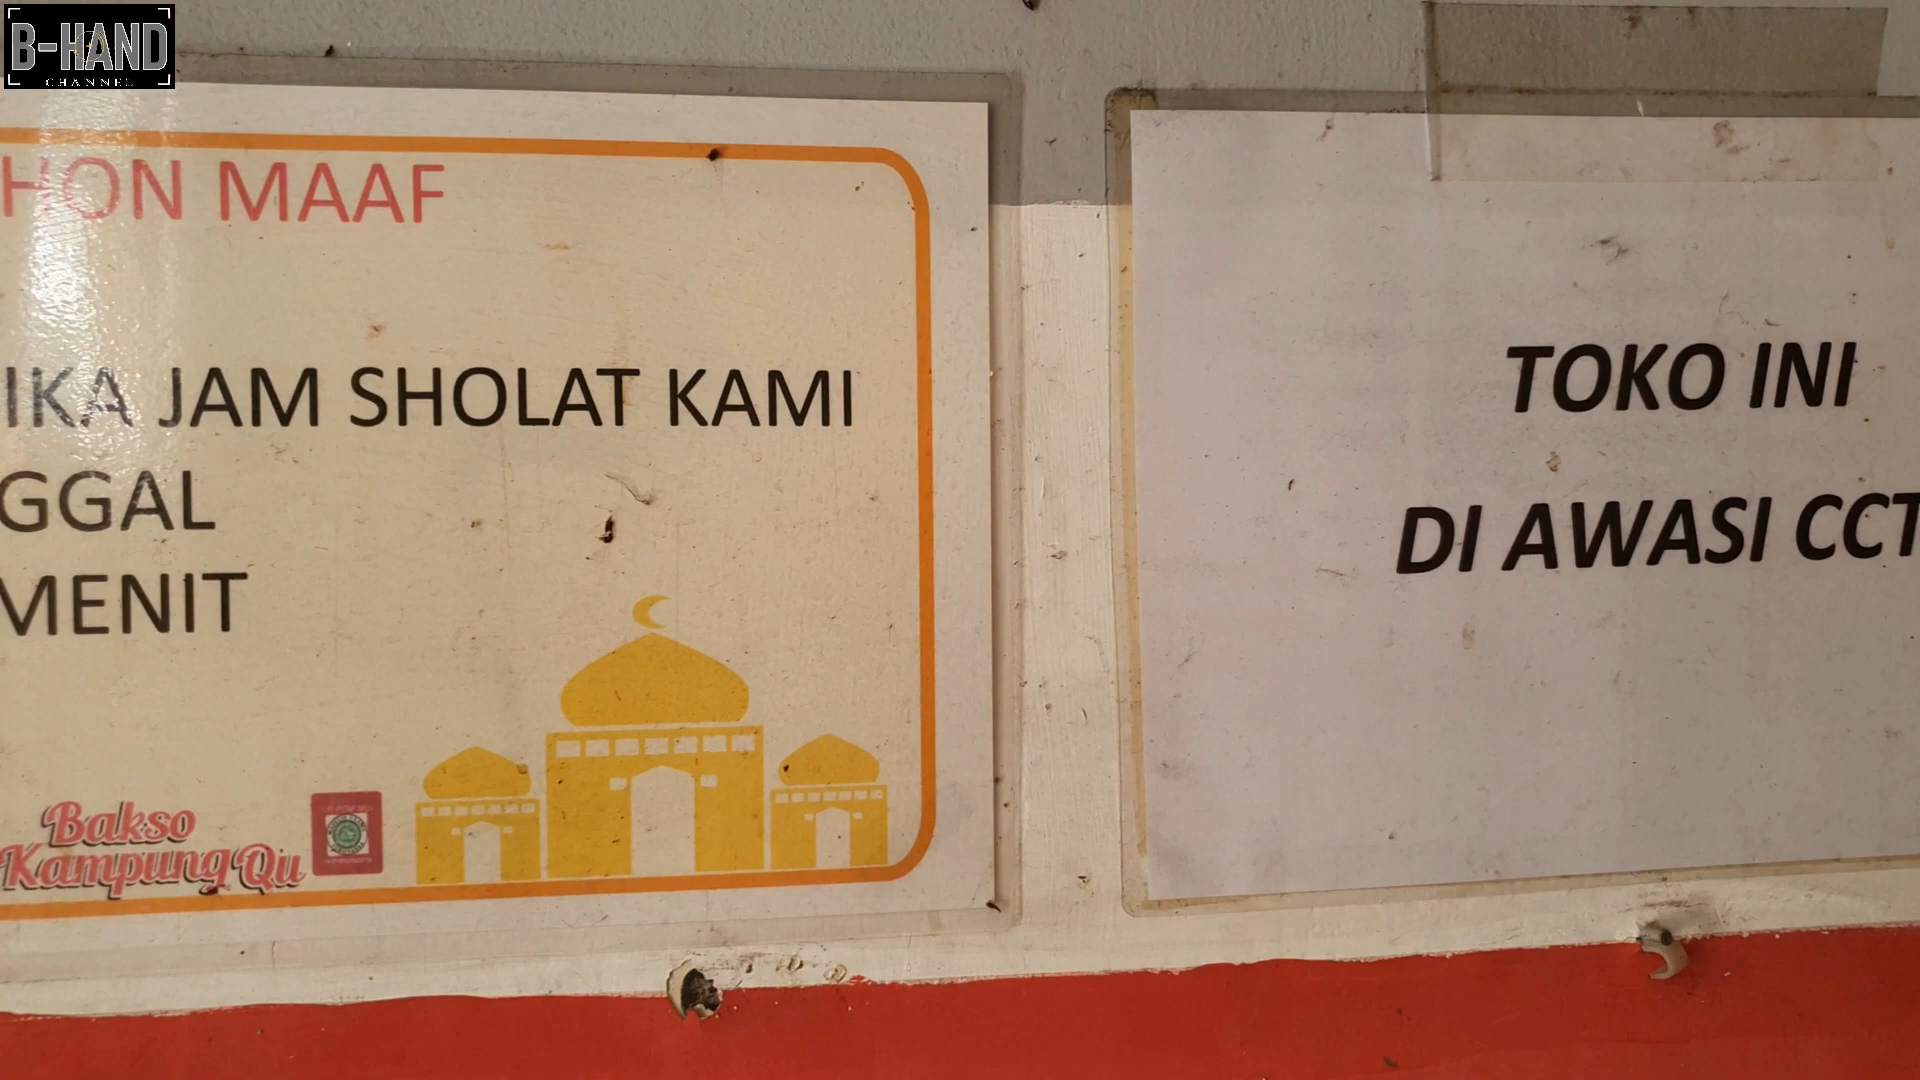 B-HAND
CHANNEL
HON MAAF
IKA JAM SHOLAT KAMI
GGAL
MENIT
Bakso
Kampung Qu
TOKO INI
DI AWASI CCT